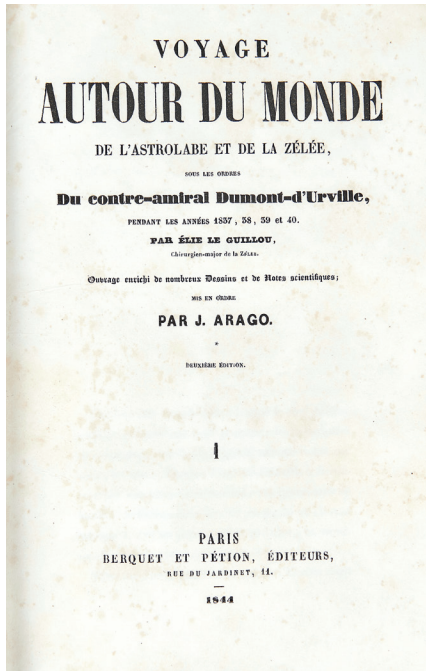 VOYAGE
AUTOUR DU MONDE
DE L'ASTROLABE ET DE LA ZÉLÉE,
SOUS LES ORDRES
Du contre-amiral Dumont-d'Urville,
PENDANT LES ANNÉES 1837, 38, 39 et 40.
PAR ÉLIE LE GUILLOU,
Chirurgien-major de la ZÉLÉE.
Ouvrage enrichi de nombreux Dessins et de Notes scientifiques;
MIS EN ORDRE
PAR J. ARAGO.
DEUXIÈME ÉDITION.
I
PARIS
BERQUET ET PÉTION, ÉDITEURS,
RUE DU JARDINET, 11.
1844